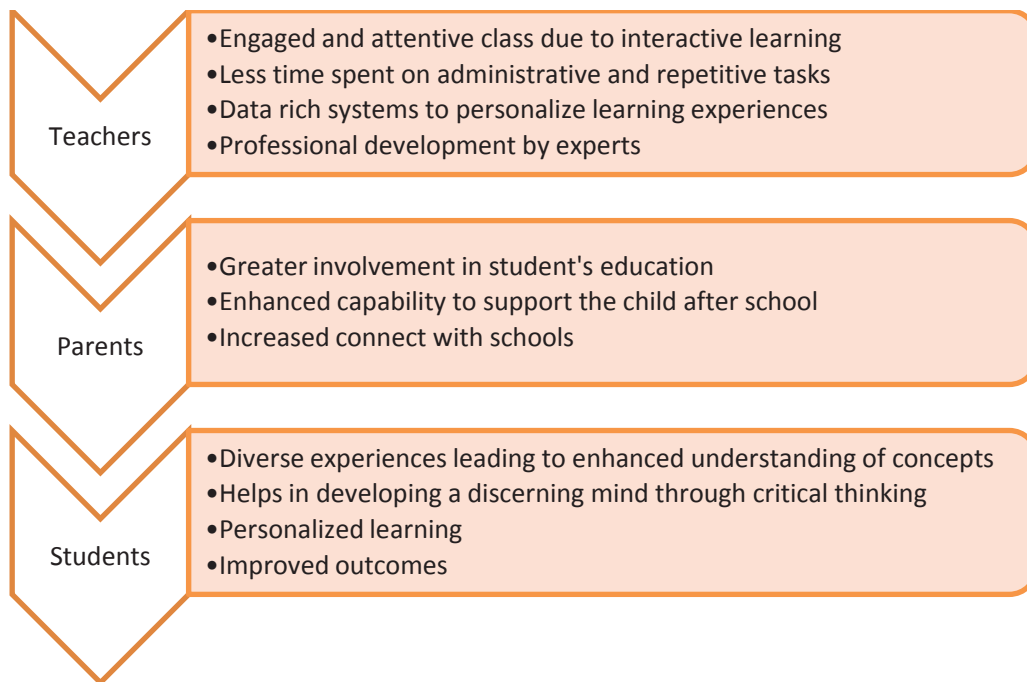 Teachers
•Engaged and attentive class due to interactive learning
•Less time spent on administrative and repetitive tasks
•Data rich systems to personalize learning experiences
•Professional development by experts
Parents
•Greater involvement in student's education
•Enhanced capability to support the child after school
•Increased connect with schools
Students
•Diverse experiences leading to enhanced understanding of concepts
•Helps in developing a discerning mind through critical thinking
•Personalized learning
•Improved outcomes